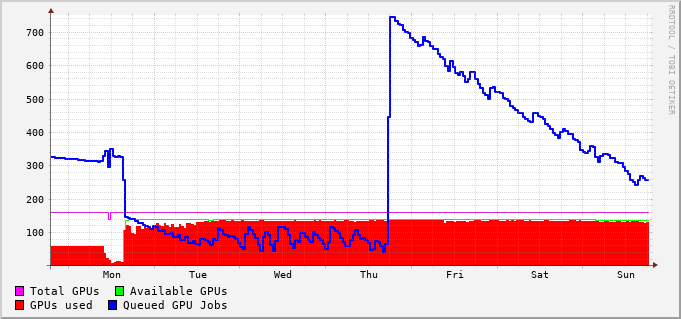 700
600
500
400
300
200
100
Mon Tue Wed Thu Fri Sat Sun
Total GPUs Available GPUs
GPUs used Queued GPU Jobs
RRDTOOL / TOBI OETIKER